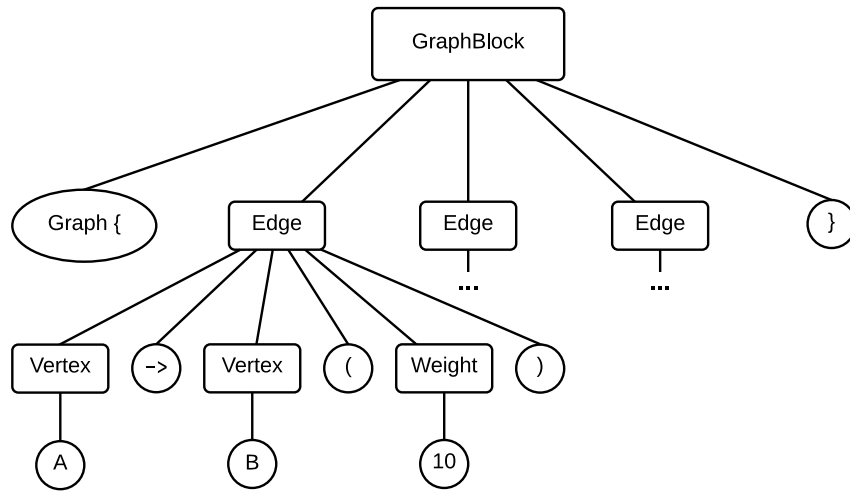 GraphBlock
Graph {
Edge
Edge
Edge
}
...
...
Vertex
->
Vertex
(
Weight
)
A
B
10